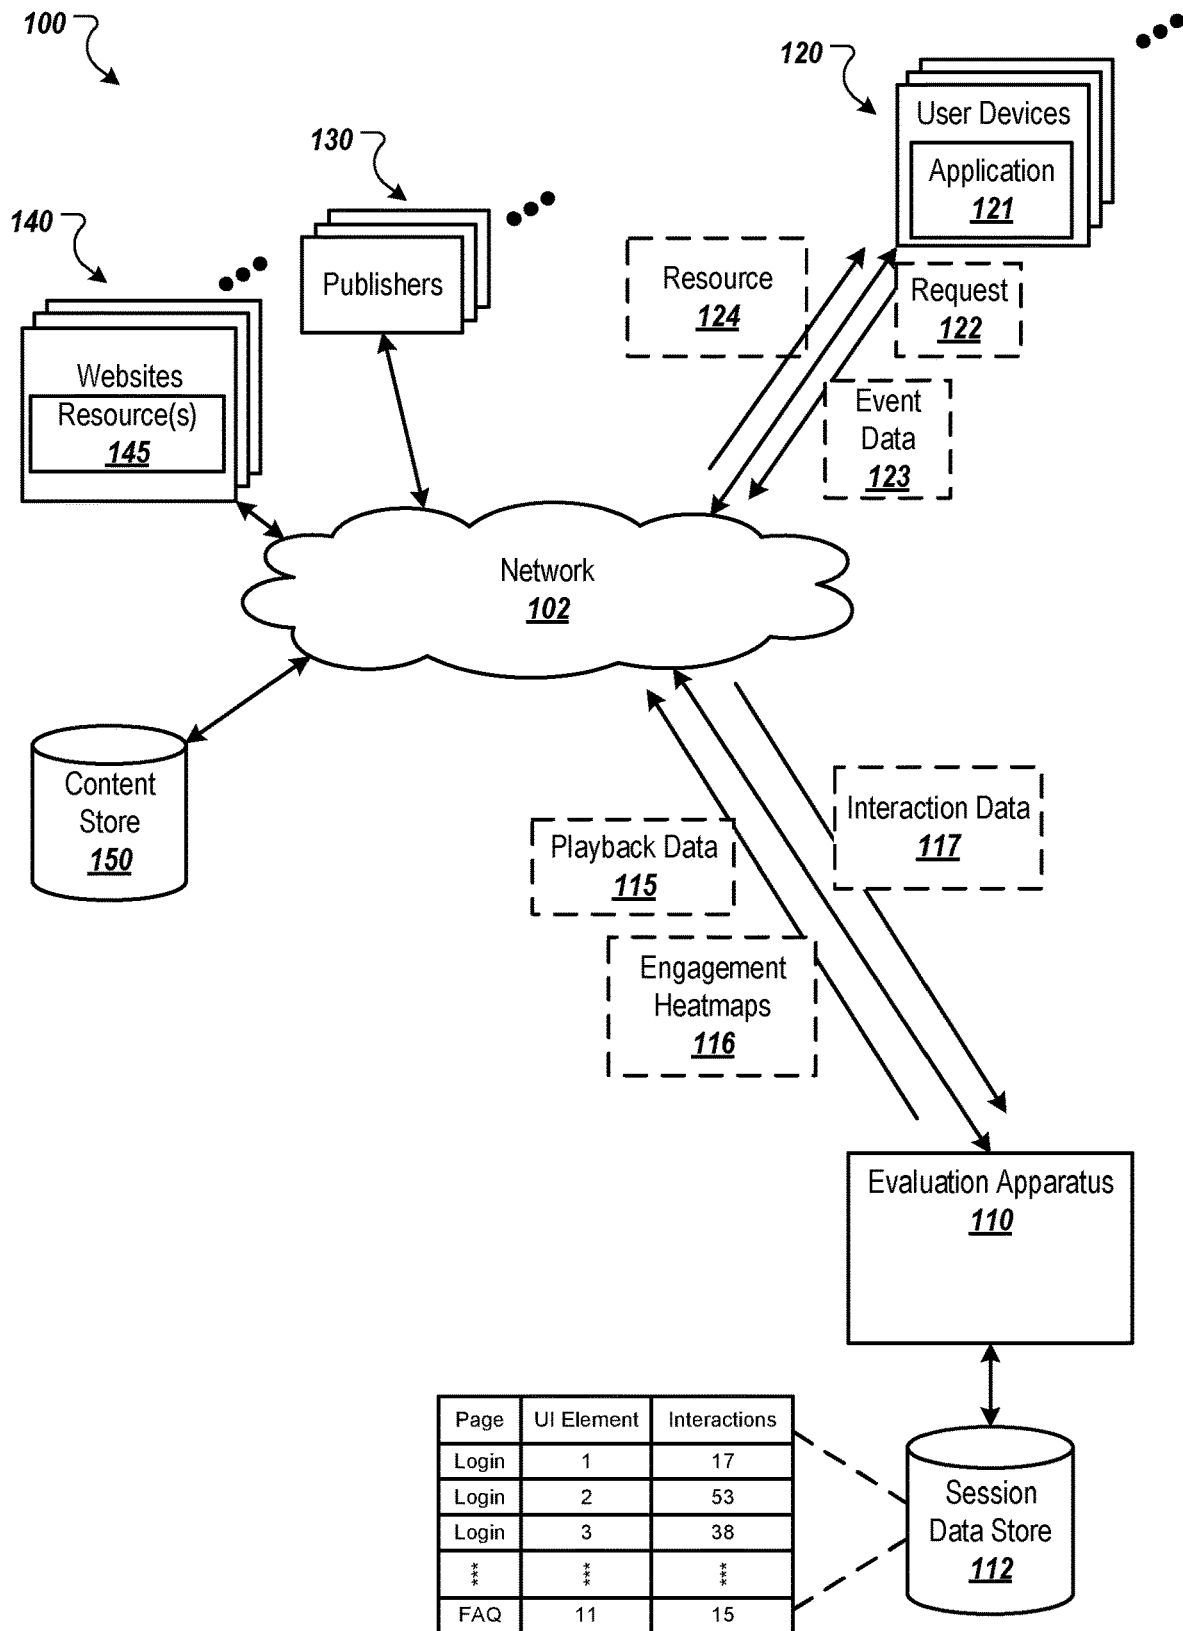 100
120
User Devices
Application
121
130
Publishers
140
Websites
Resource(s)
145
Resource
124
Request
122
Event
Data
123
Network
102
Content
Store
150
Playback Data
115
Interaction Data
117
Engagement
Heatmaps
116
Evaluation Apparatus
110
Page UI Element Interactions
Login 1 17
Login 2 53
Login 3 38
*** *** ***
FAQ 11 15
Session
Data Store
112